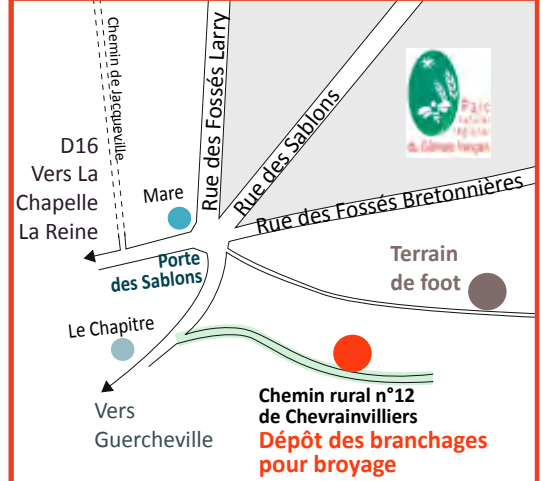 Chemin de Jacqueville
Rue des Fossés Larry
Rue des Sablons
Parc
naturel
régional
du Gâtinais français
D16
Vers La
Chapelle
La Reine
Mare
Rue des Fossés Bretonnières
Porte
des Sablons
Terrain
de foot
Le Chapitre
Vers
Guercheville
Chemin rural n°12
de Chevrainvilliers
Dépôt des branchages
pour broyage